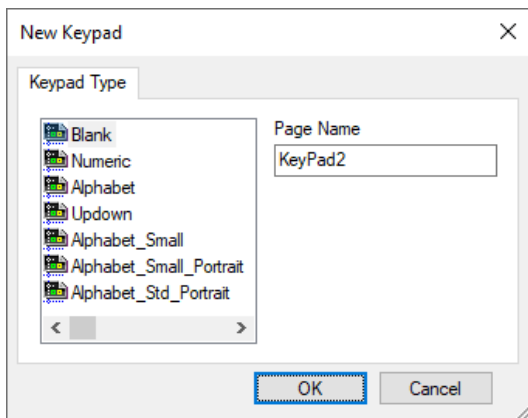 New Keypad
Keypad Type
Blank
Numeric
Alphabet
Updown
Alphabet_Small
Alphabet_Small_Portrait
Alphabet_Std_Portrait
Page Name
KeyPad2
OK
Cancel